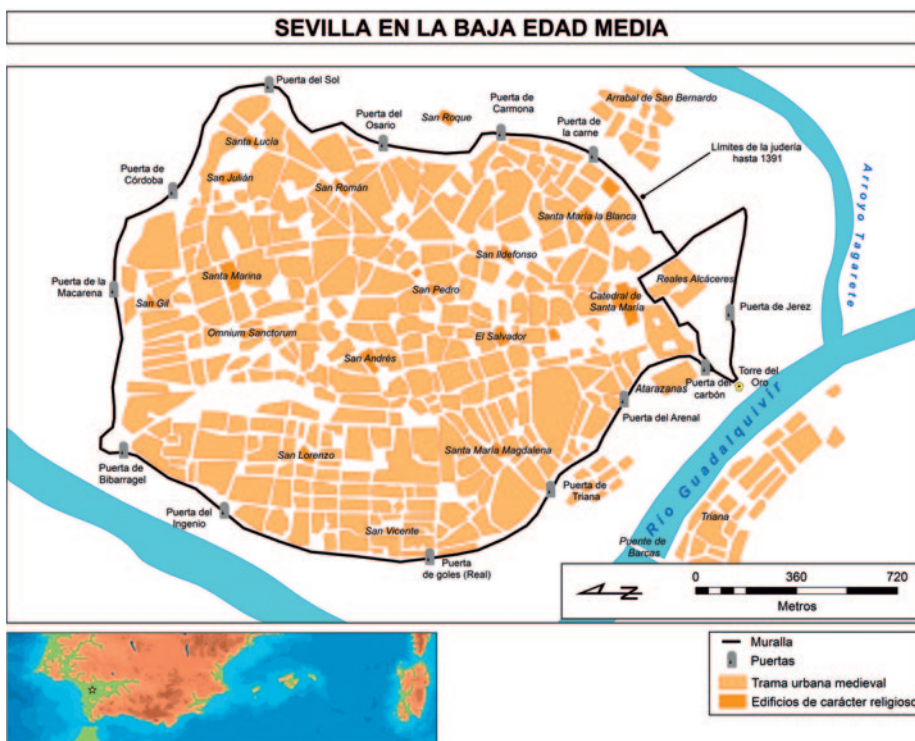 SEVILLA EN LA BAJA EDAD MEDIA
Puerta del Sol
Puerta del
Osario
San Roque
Puerta de
Carmona
Arrabal de San Bernardo
Puerta de
la carne
Límites de la judería
hasta 1391
Santa Lucía
Puerta de
Córdoba
San Julián
San Román
Arroyo Tagarete
Santa María la Blanca
San Ildefonso
Puerta de la
Macarena
Santa Marina
San Gil
San Pedro
Reales Alcáceres
Catedral de
Santa María
Puerta de Jerez
Omnium Sanctorum
El Salvador
San Andrés
Torre del
Oro
Puerta del
carbón
Atarazanas
Puerta del Arenal
Río Guadalquivír
San Lorenzo
Santa María Magdalena
Puerta de
Bibarragel
Puerta de
Triana
Puerta del
Ingenio
San Vicente
Triana
Puente de
Barcas
Puerta
de goles (Real)
N
0 360 720
Metros
Muralla
Puertas
Trama urbana medieval
Edificios de carácter religioso